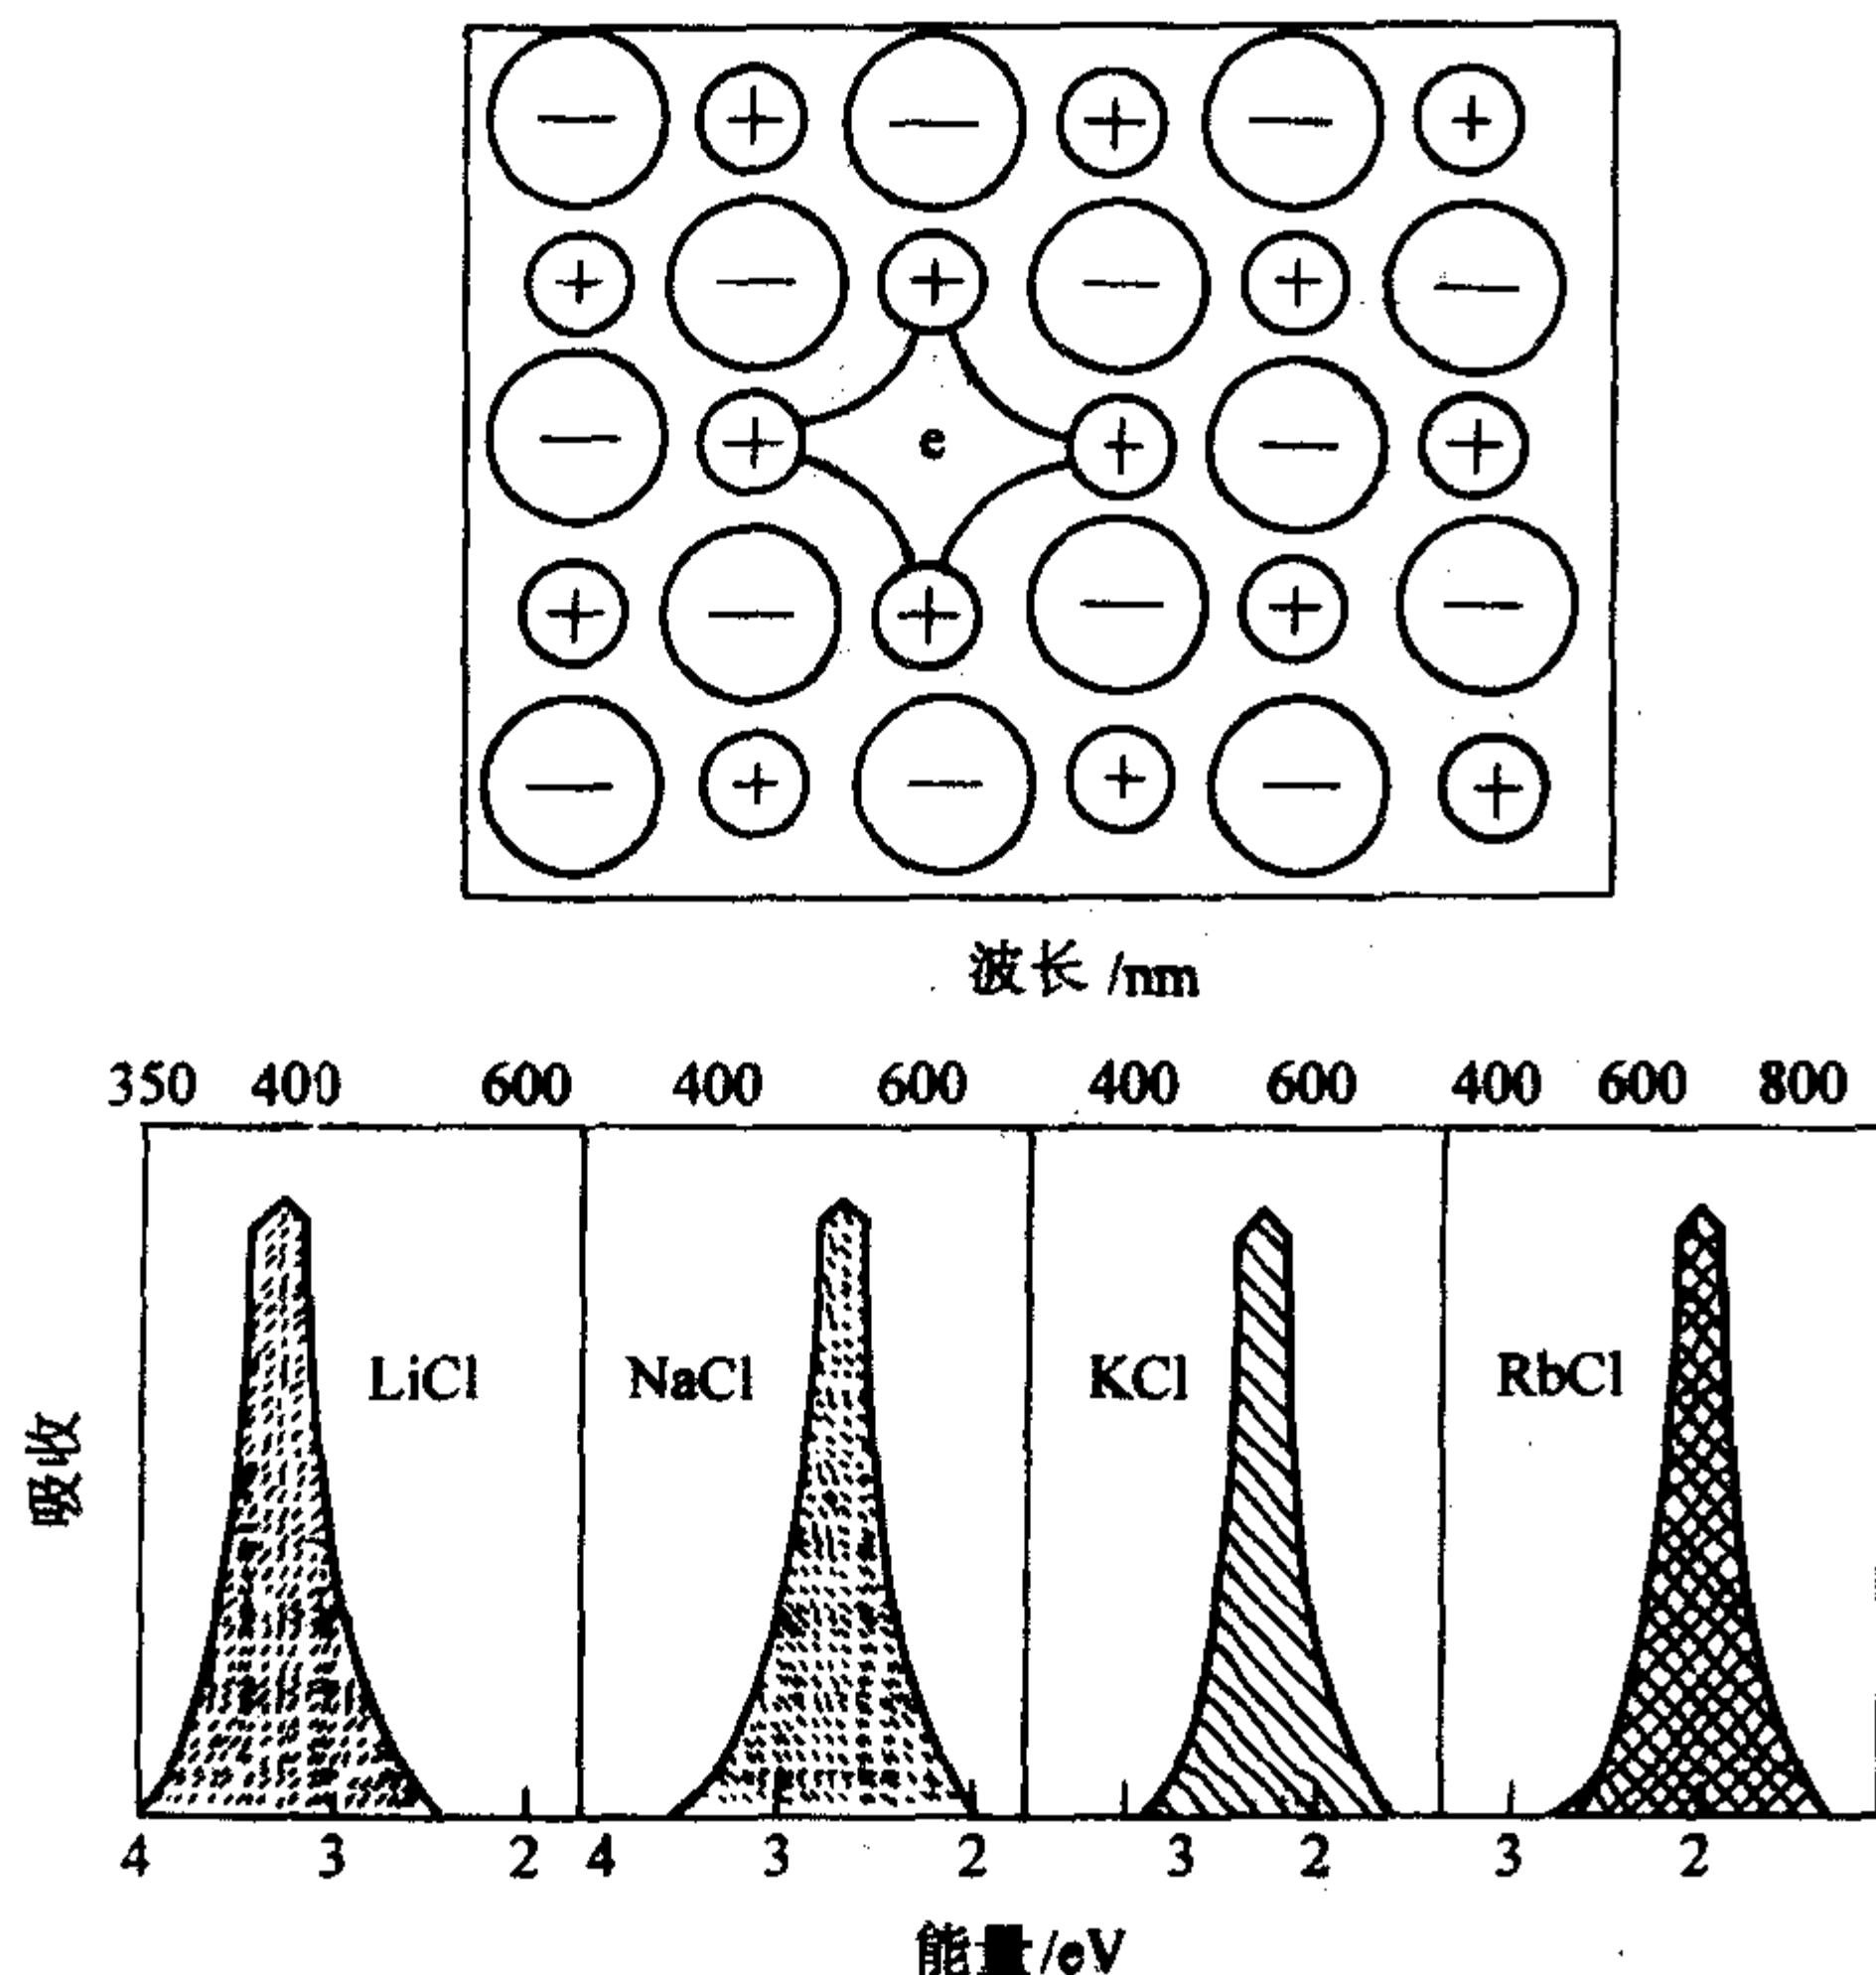 − + − + − +
+ − + − + −
− + e + − +
+ − + − + −
− + − + − +
波长 /nm
350 400 600 400 600 400 600 400 600 800
LiCl NaCl KCl RbCl
吸收
4 3 2 4 3 2 3 2 3 2
能量/eV